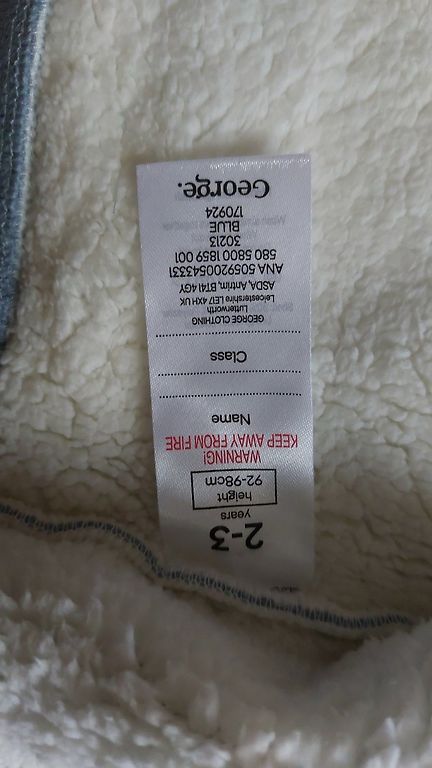 2-3
years
height
92-98cm
WARNING!
KEEP AWAY FROM FIRE
Name
Class
GEORGE CLOTHING
Lutterworth
Leicestershire LE17 4XH UK
ASDA, Antrim, BT41 4GY
ANA 5059200543331
580 5800 1859 001
30213
BLUE
170924
George.